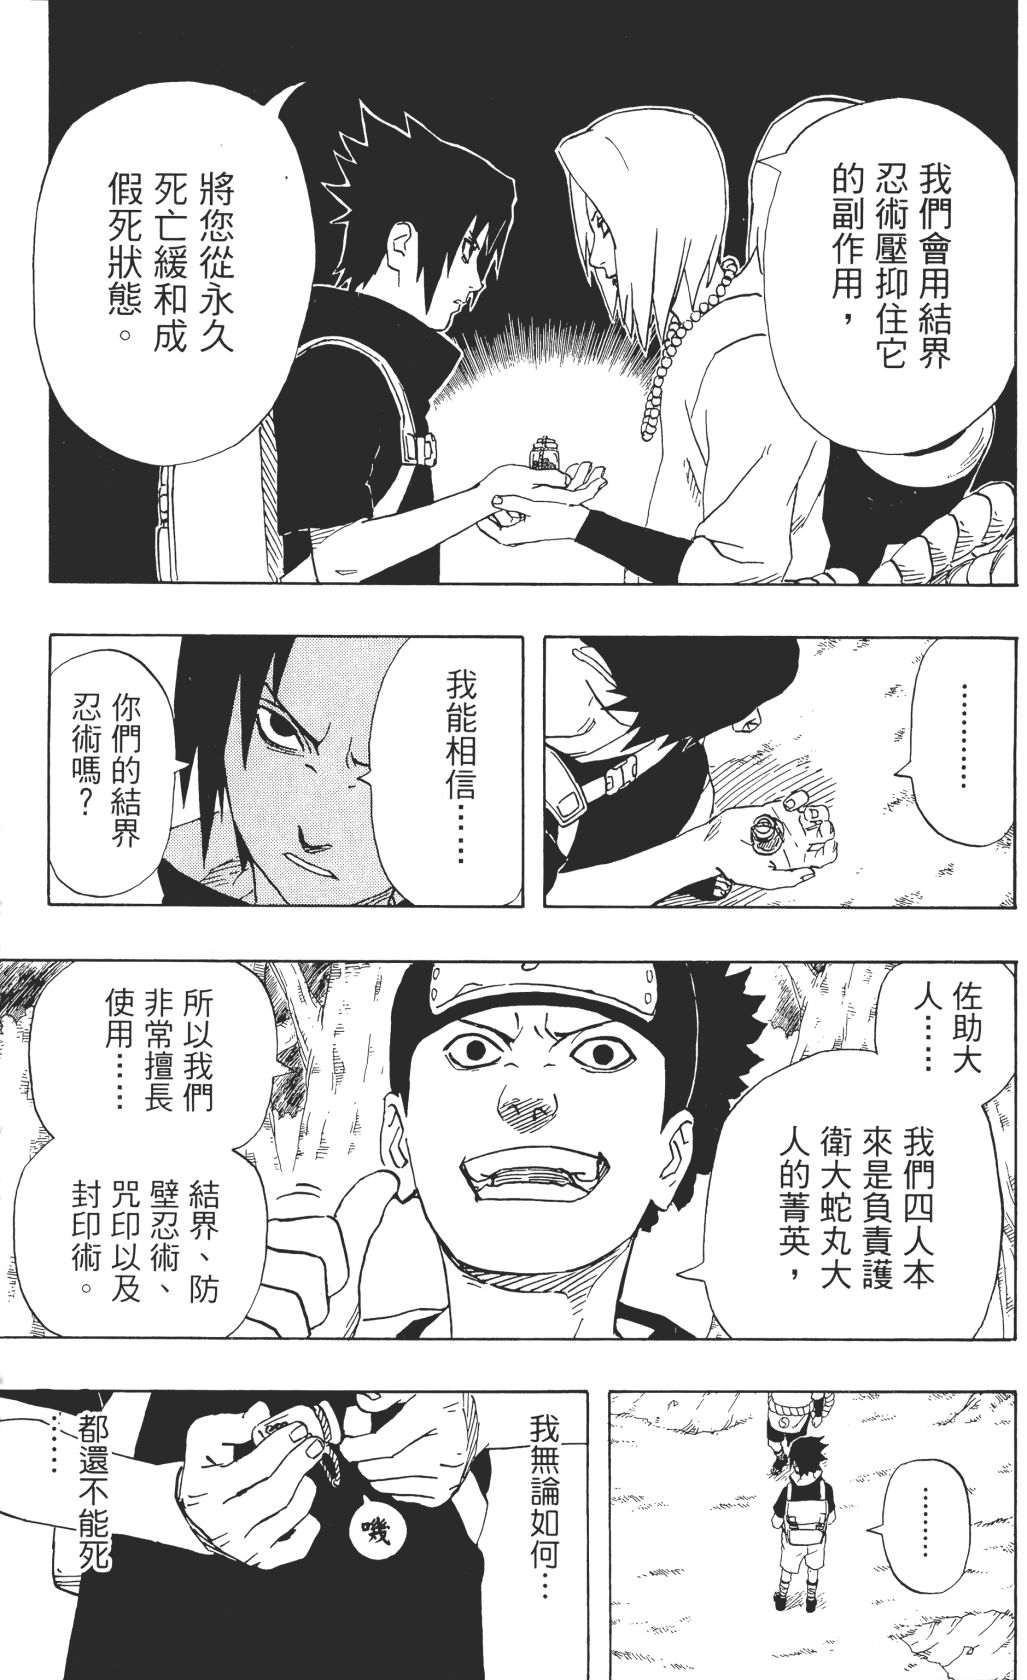 我們會用結界
忍術壓抑住它
的副作用，
將您從永久
死亡緩和成
假死狀態。
………
我能相信……
你們的結界
忍術嗎？
佐助大
人……
我們四人本
來是負責護
衛大蛇丸大
人的菁英，
所以我們
非常擅長
使用……
結界、防
壁忍術、
咒印以及
封印術。
………
我無論如何…
嘰
都還不能死
……